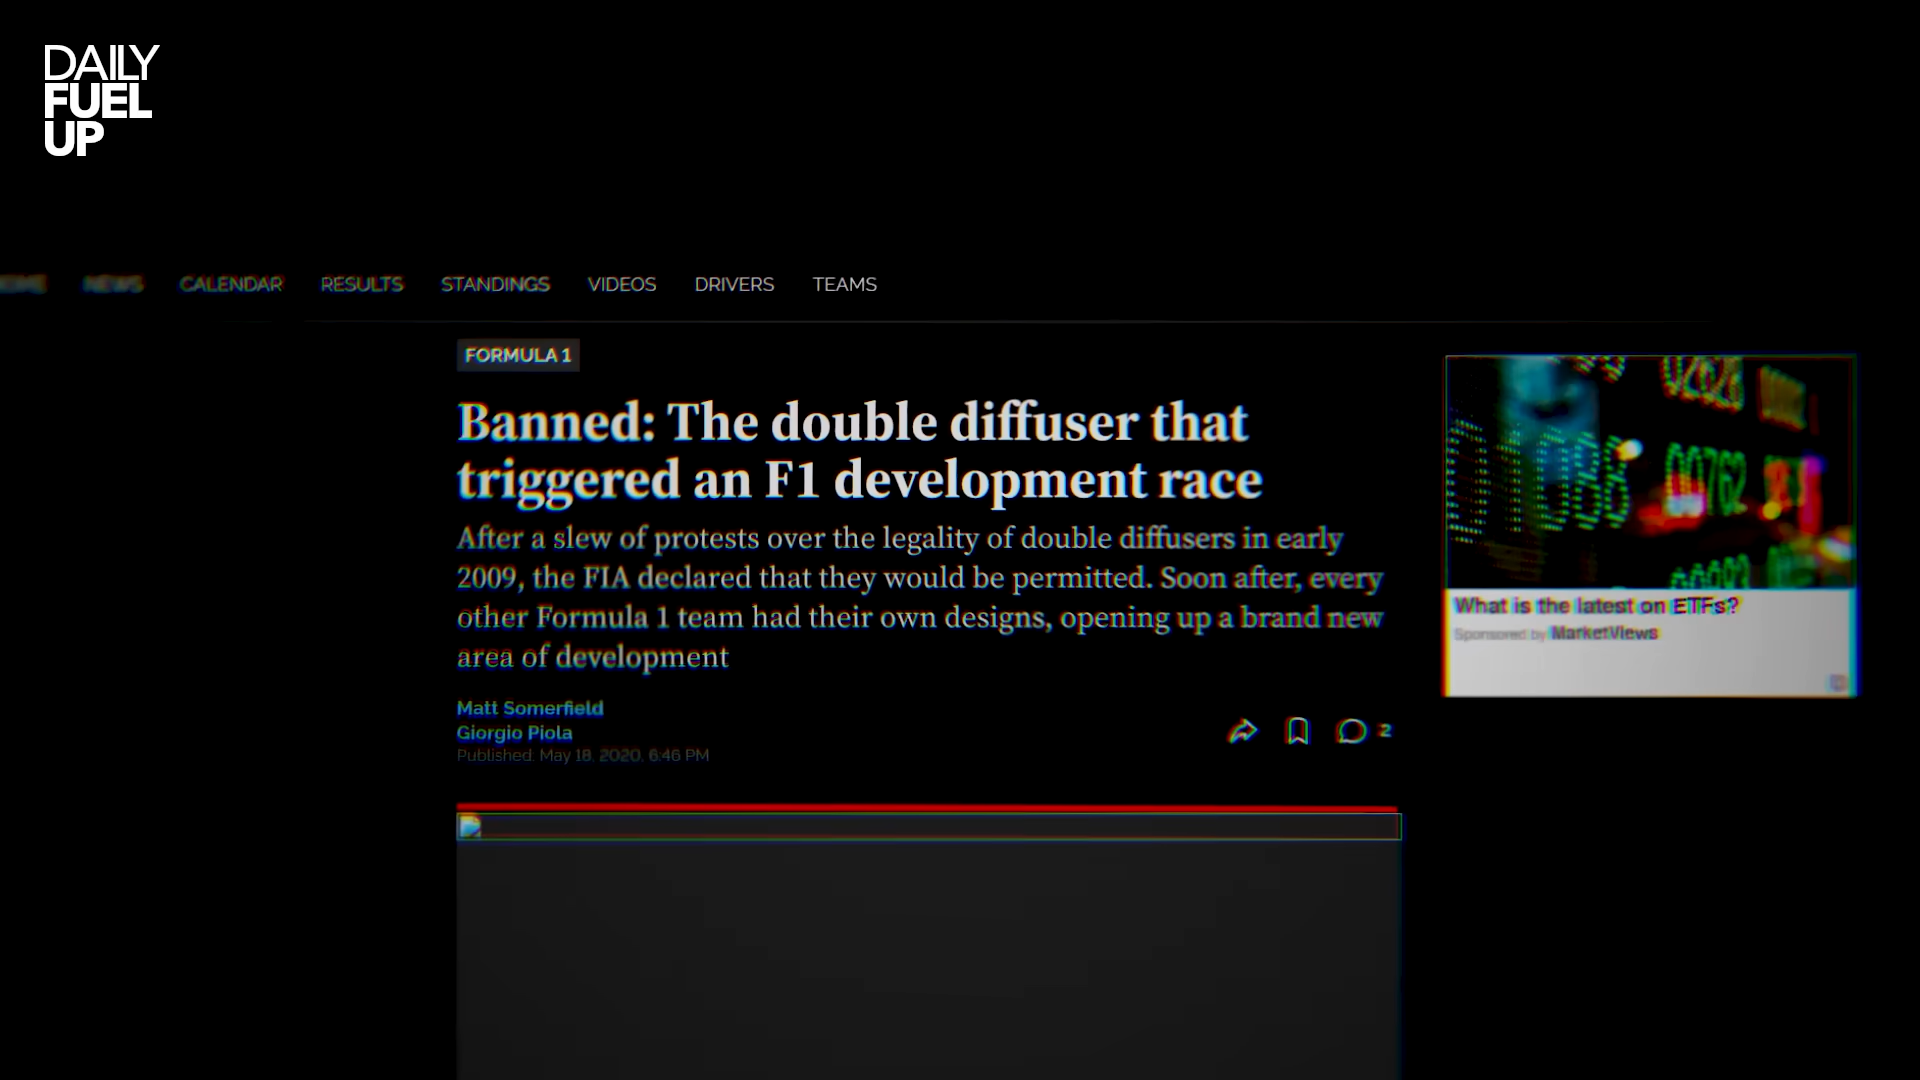 DAILY
FUEL
UP
HOME NEWS CALENDAR RESULTS STANDINGS VIDEOS DRIVERS TEAMS
FORMULA 1
Banned: The double diffuser that
triggered an F1 development race
After a slew of protests over the legality of double diffusers in early
2009, the FIA declared that they would be permitted. Soon after, every
other Formula 1 team had their own designs, opening up a brand new
area of development
Matt Somerfield
Giorgio Piola
Published: May 18, 2020, 6:46 PM
2
00762
What is the latest on ETFs?
Sponsored by MarketViews